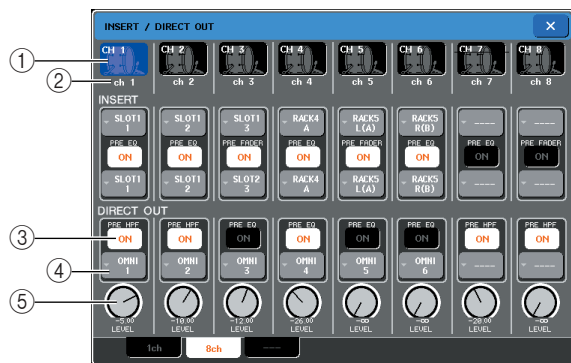 INSERT / DIRECT OUT ×
CH 1 CH 2 CH 3 CH 4 CH 5 CH 6 CH 7 CH 8
①
② ch 1 ch 2 ch 3 ch 4 ch 5 ch 6 ch 7 ch 8
INSERT
SLOT1 1 SLOT1 2 SLOT1 3 RACK4 A RACK5 L(A) RACK5 R(B) ---- ----
PRE EQ PRE EQ PRE FADER PRE EQ PRE FADER PRE EQ PRE EQ PRE FADER
ON ON ON ON ON ON ON ON
SLOT1 1 SLOT1 2 SLOT2 3 RACK4 A RACK5 L(A) RACK5 R(B) ---- ----
DIRECT OUT
PRE HPF PRE HPF PRE EQ PRE EQ PRE EQ PRE EQ PRE HPF PRE HPF
③ ON ON ON ON ON ON ON ON
④ OMNI 1 OMNI 2 OMNI 3 OMNI 4 OMNI 5 OMNI 6 ---- ----
⑤
-5.00 -10.00 -12.00 -26.00 -∞ -∞ -20.00 -∞
LEVEL LEVEL LEVEL LEVEL LEVEL LEVEL LEVEL LEVEL
1ch 8ch ---